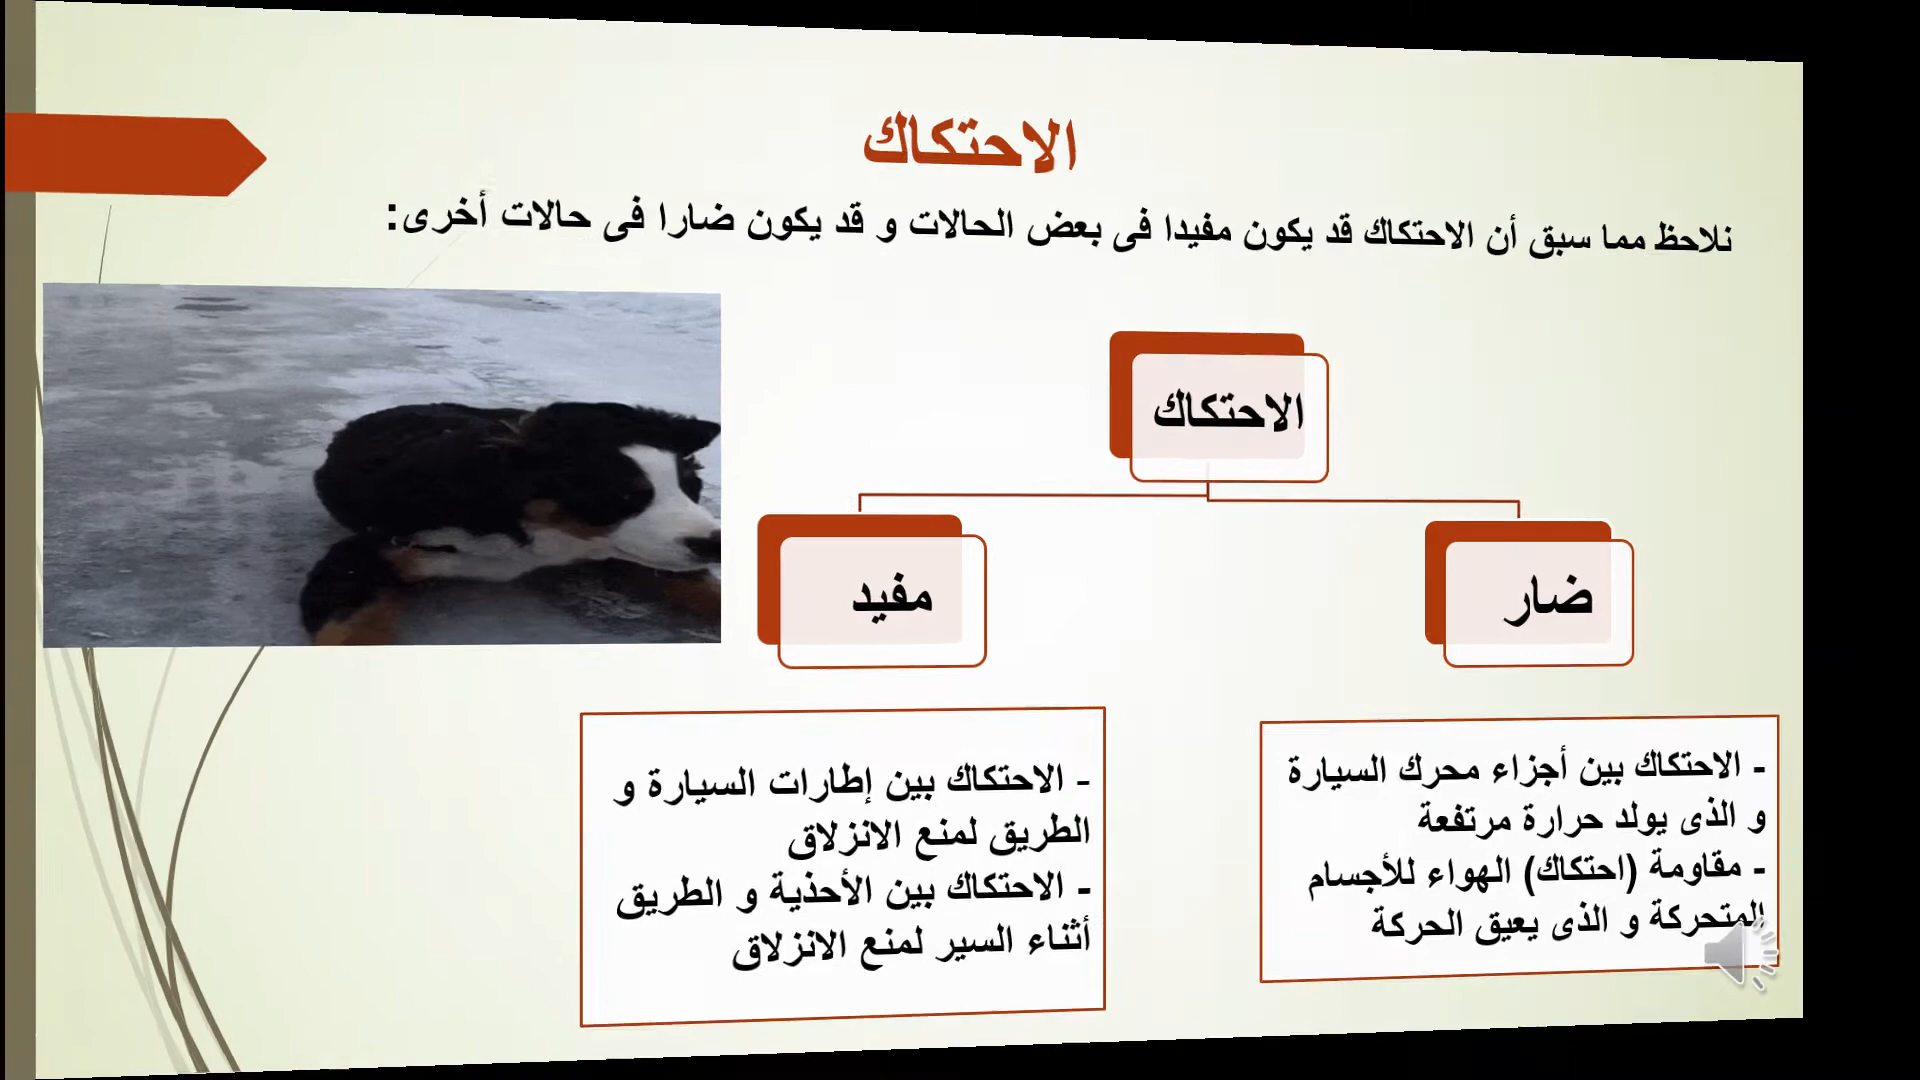 الاحتكاك
نلاحظ مما سبق أن الاحتكاك قد يكون مفيدا فى بعض الحالات و قد يكون ضارا فى حالات أخرى:
الاحتكاك
ضار
مفيد
- الاحتكاك بين أجزاء محرك السيارة
و الذى يولد حرارة مرتفعة
- مقاومة (احتكاك) الهواء للأجسام
المتحركة و الذى يعيق الحركة
- الاحتكاك بين إطارات السيارة و
الطريق لمنع الانزلاق
- الاحتكاك بين الأحذية و الطريق
أثناء السير لمنع الانزلاق